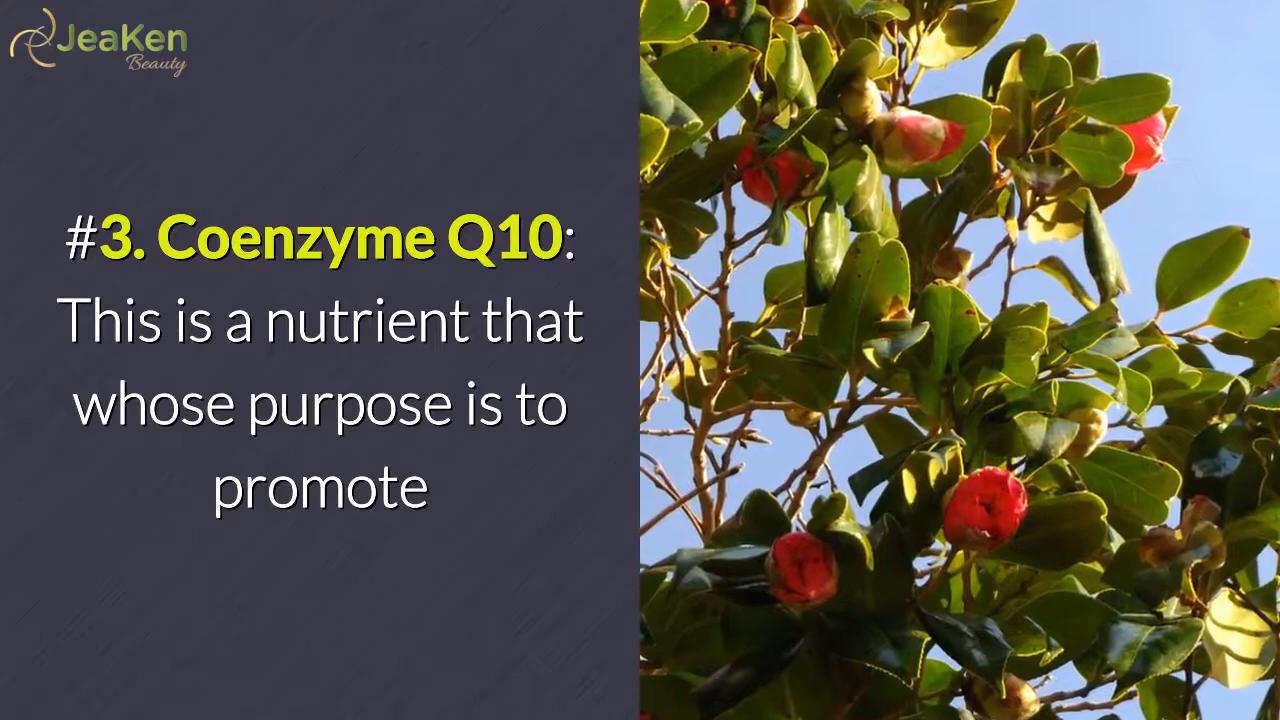 JeaKen
Beauty
#3. Coenzyme Q10:
This is a nutrient that
whose purpose is to
promote